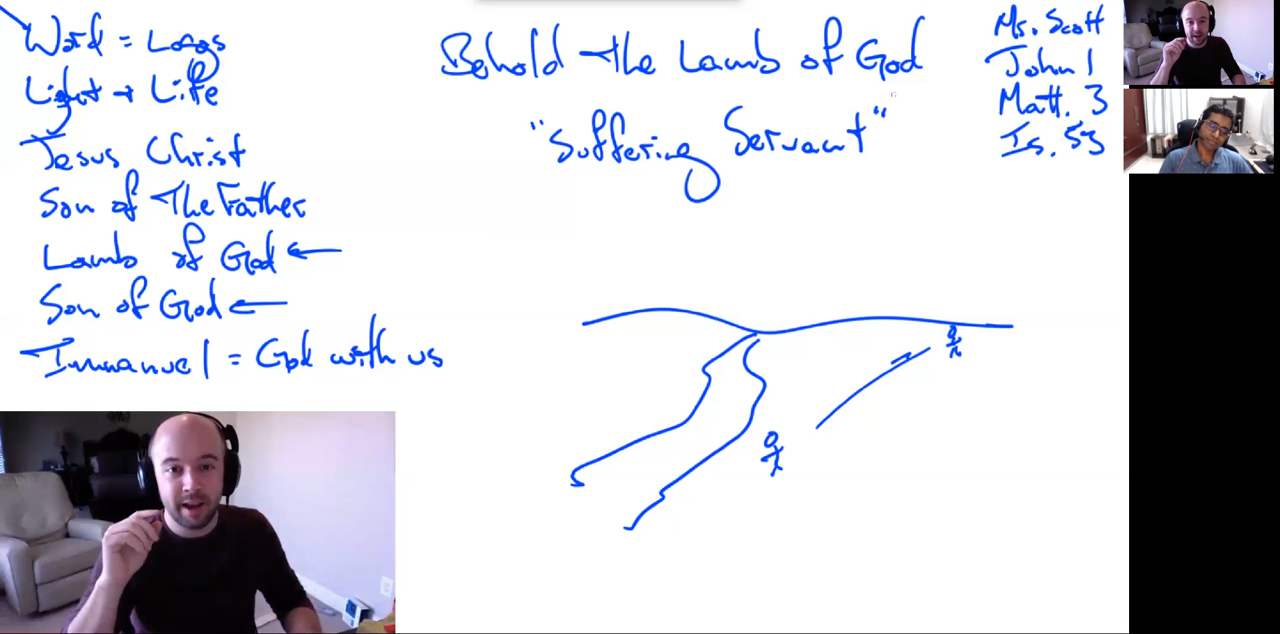 Word = Logos
Light + Life
Jesus Christ
Son of The Father
Lamb of God ←
Son of God ←
Immanuel = God with us
Behold The Lamb of God
"Suffering Servant"
Ms. Scott
John 1
Matt. 3
Is. 53